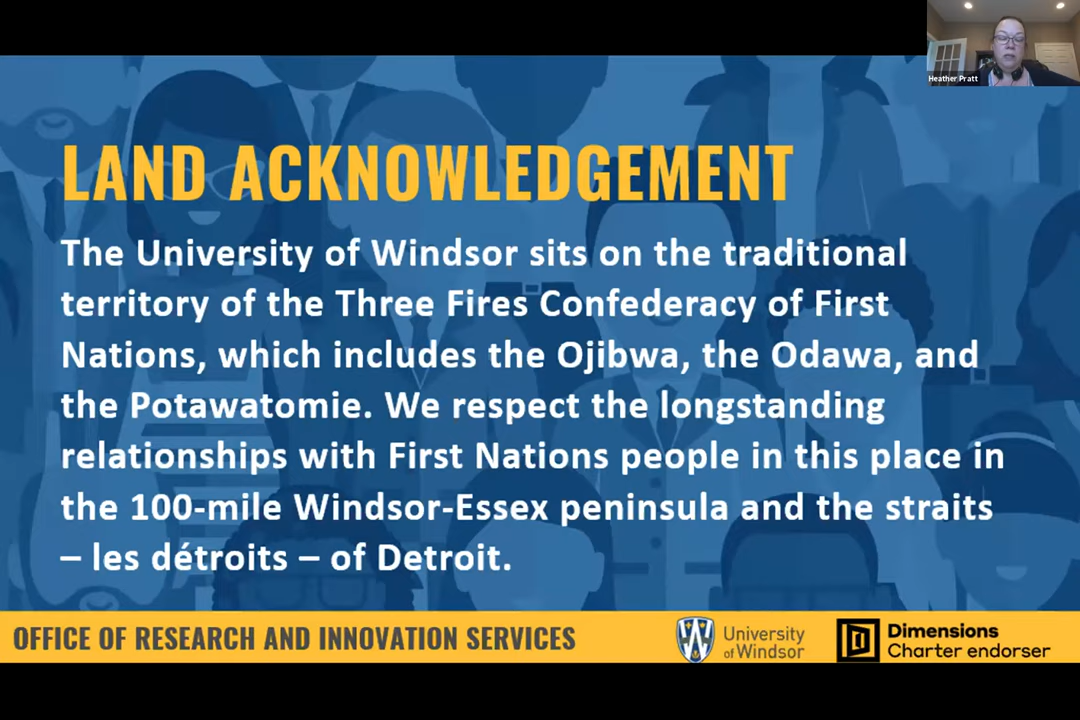 Heather Pratt
LAND ACKNOWLEDGEMENT
The University of Windsor sits on the traditional
territory of the Three Fires Confederacy of First
Nations, which includes the Ojibwa, the Odawa, and
the Potawatomie. We respect the longstanding
relationships with First Nations people in this place in
the 100-mile Windsor-Essex peninsula and the straits
– les détroits – of Detroit.
OFFICE OF RESEARCH AND INNOVATION SERVICES
University
of Windsor
Dimensions
Charter endorser